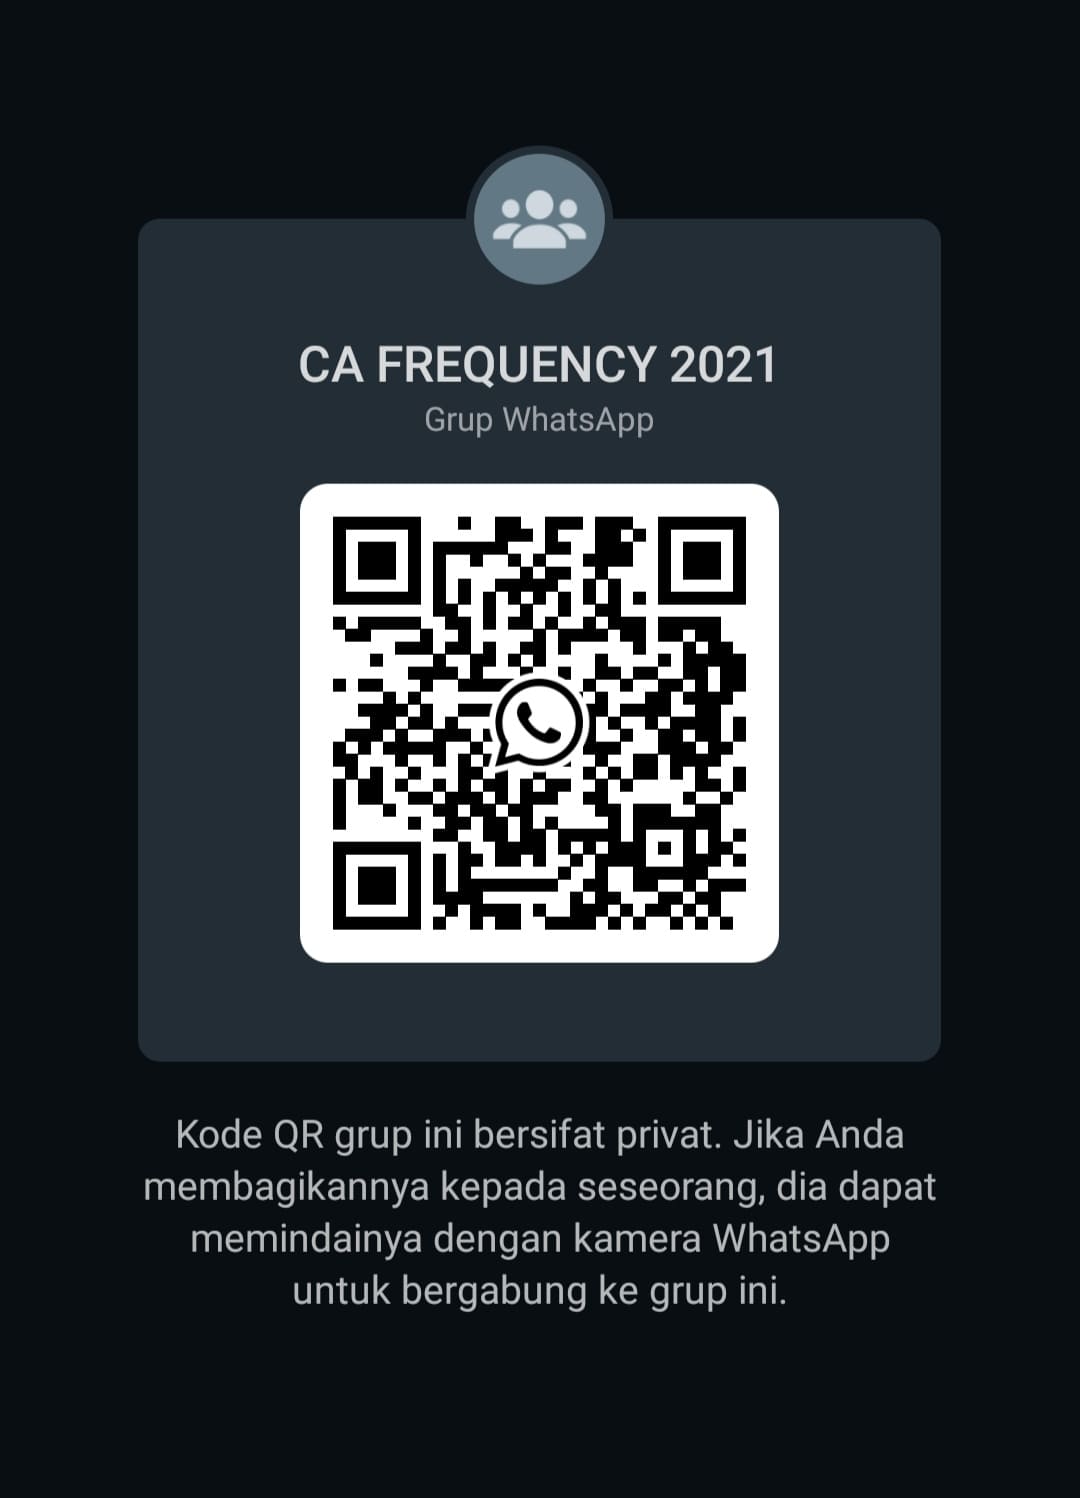 CA FREQUENCY 2021
Grup WhatsApp
Kode QR grup ini bersifat privat. Jika Anda
membagikannya kepada seseorang, dia dapat
memindainya dengan kamera WhatsApp
untuk bergabung ke grup ini.